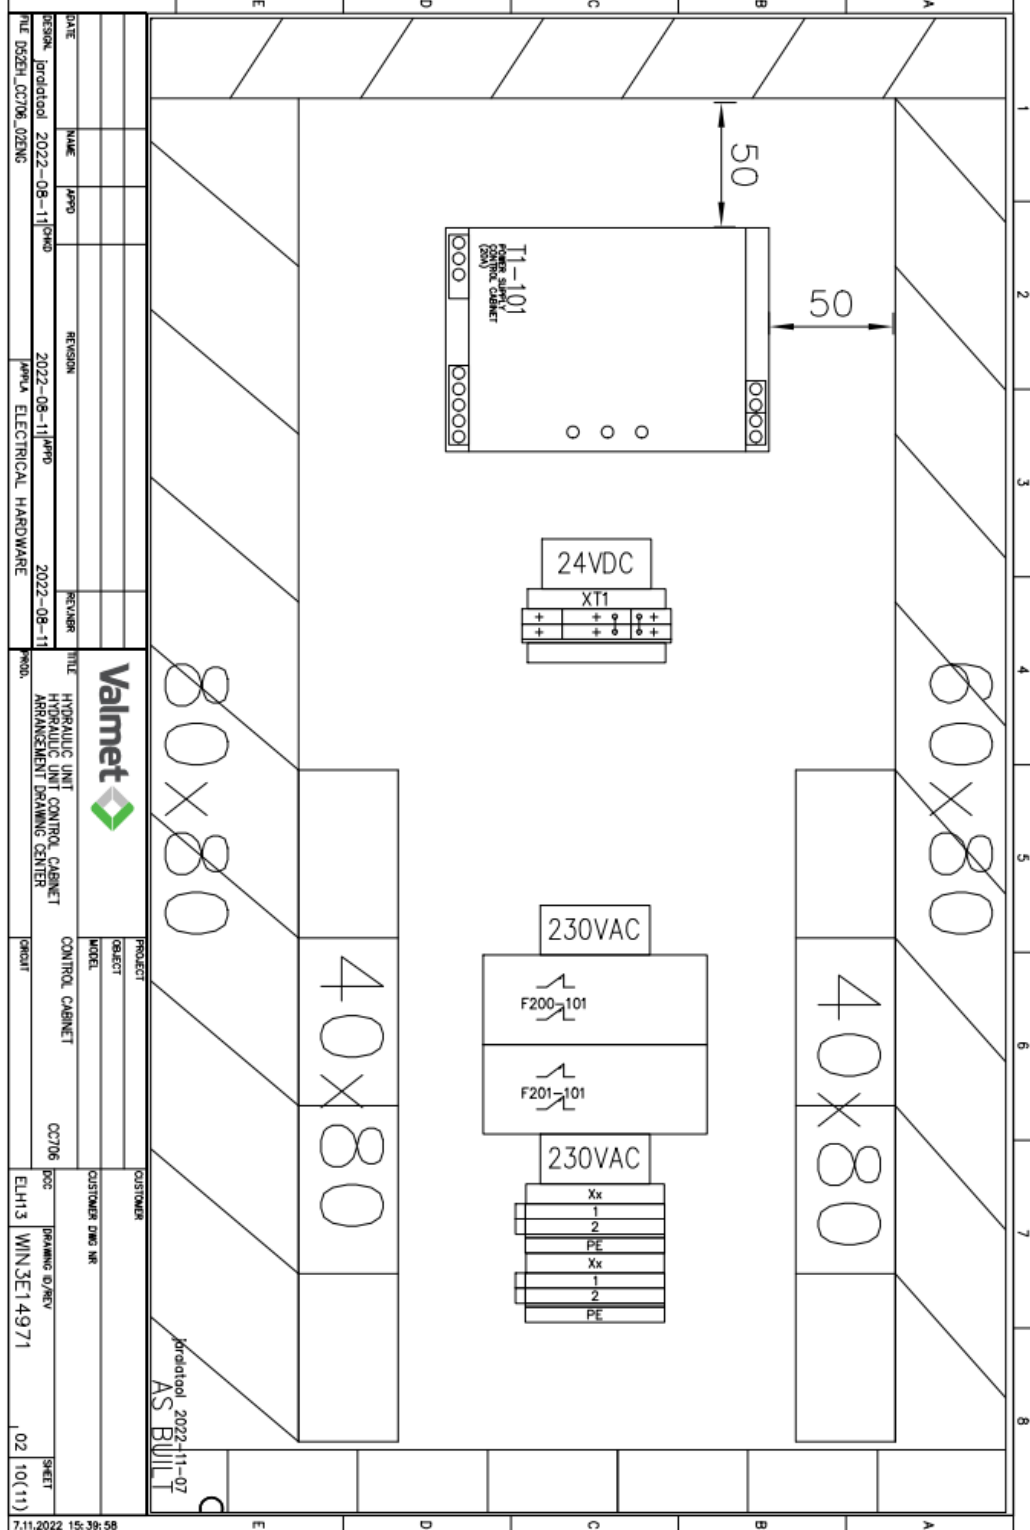 E
D
C
B
A
1
2
3
4
5
6
7
8
50
50
T1-101
POWER SUPPLY
CONTROL CABINET
(20A)
24VDC
XT1
+ + +
+ + +
80x80
60x80
40x80
40x80
230VAC
F200-101
F201-101
230VAC
Xx
1
2
PE
Xx
1
2
PE
jaralatool 2022-11-07
AS BUILT
E
D
C
B
A
DATE
NAME
APPD
REVISION
REV.NBR
DESIGN. jaralatool 2022-08-11
CHKD 2022-08-11
APPD 2022-08-11
FILE D52EH_CC706_02ENG
APPLA ELECTRICAL HARDWARE
Valmet
TITLE
HYDRAULIC UNIT
HYDRAULIC UNIT CONTROL CABINET
ARRANGEMENT DRAWING CENTER
PROD.
PROJECT
OBJECT
MODEL
CONTROL CABINET
CC706
CIRCUIT
CUSTOMER
CUSTOMER DWG NR
DCC
ELH13
DRAWING ID/REV
WIN3E14971
02
SHEET
10(11)
7.11.2022 15:39:58